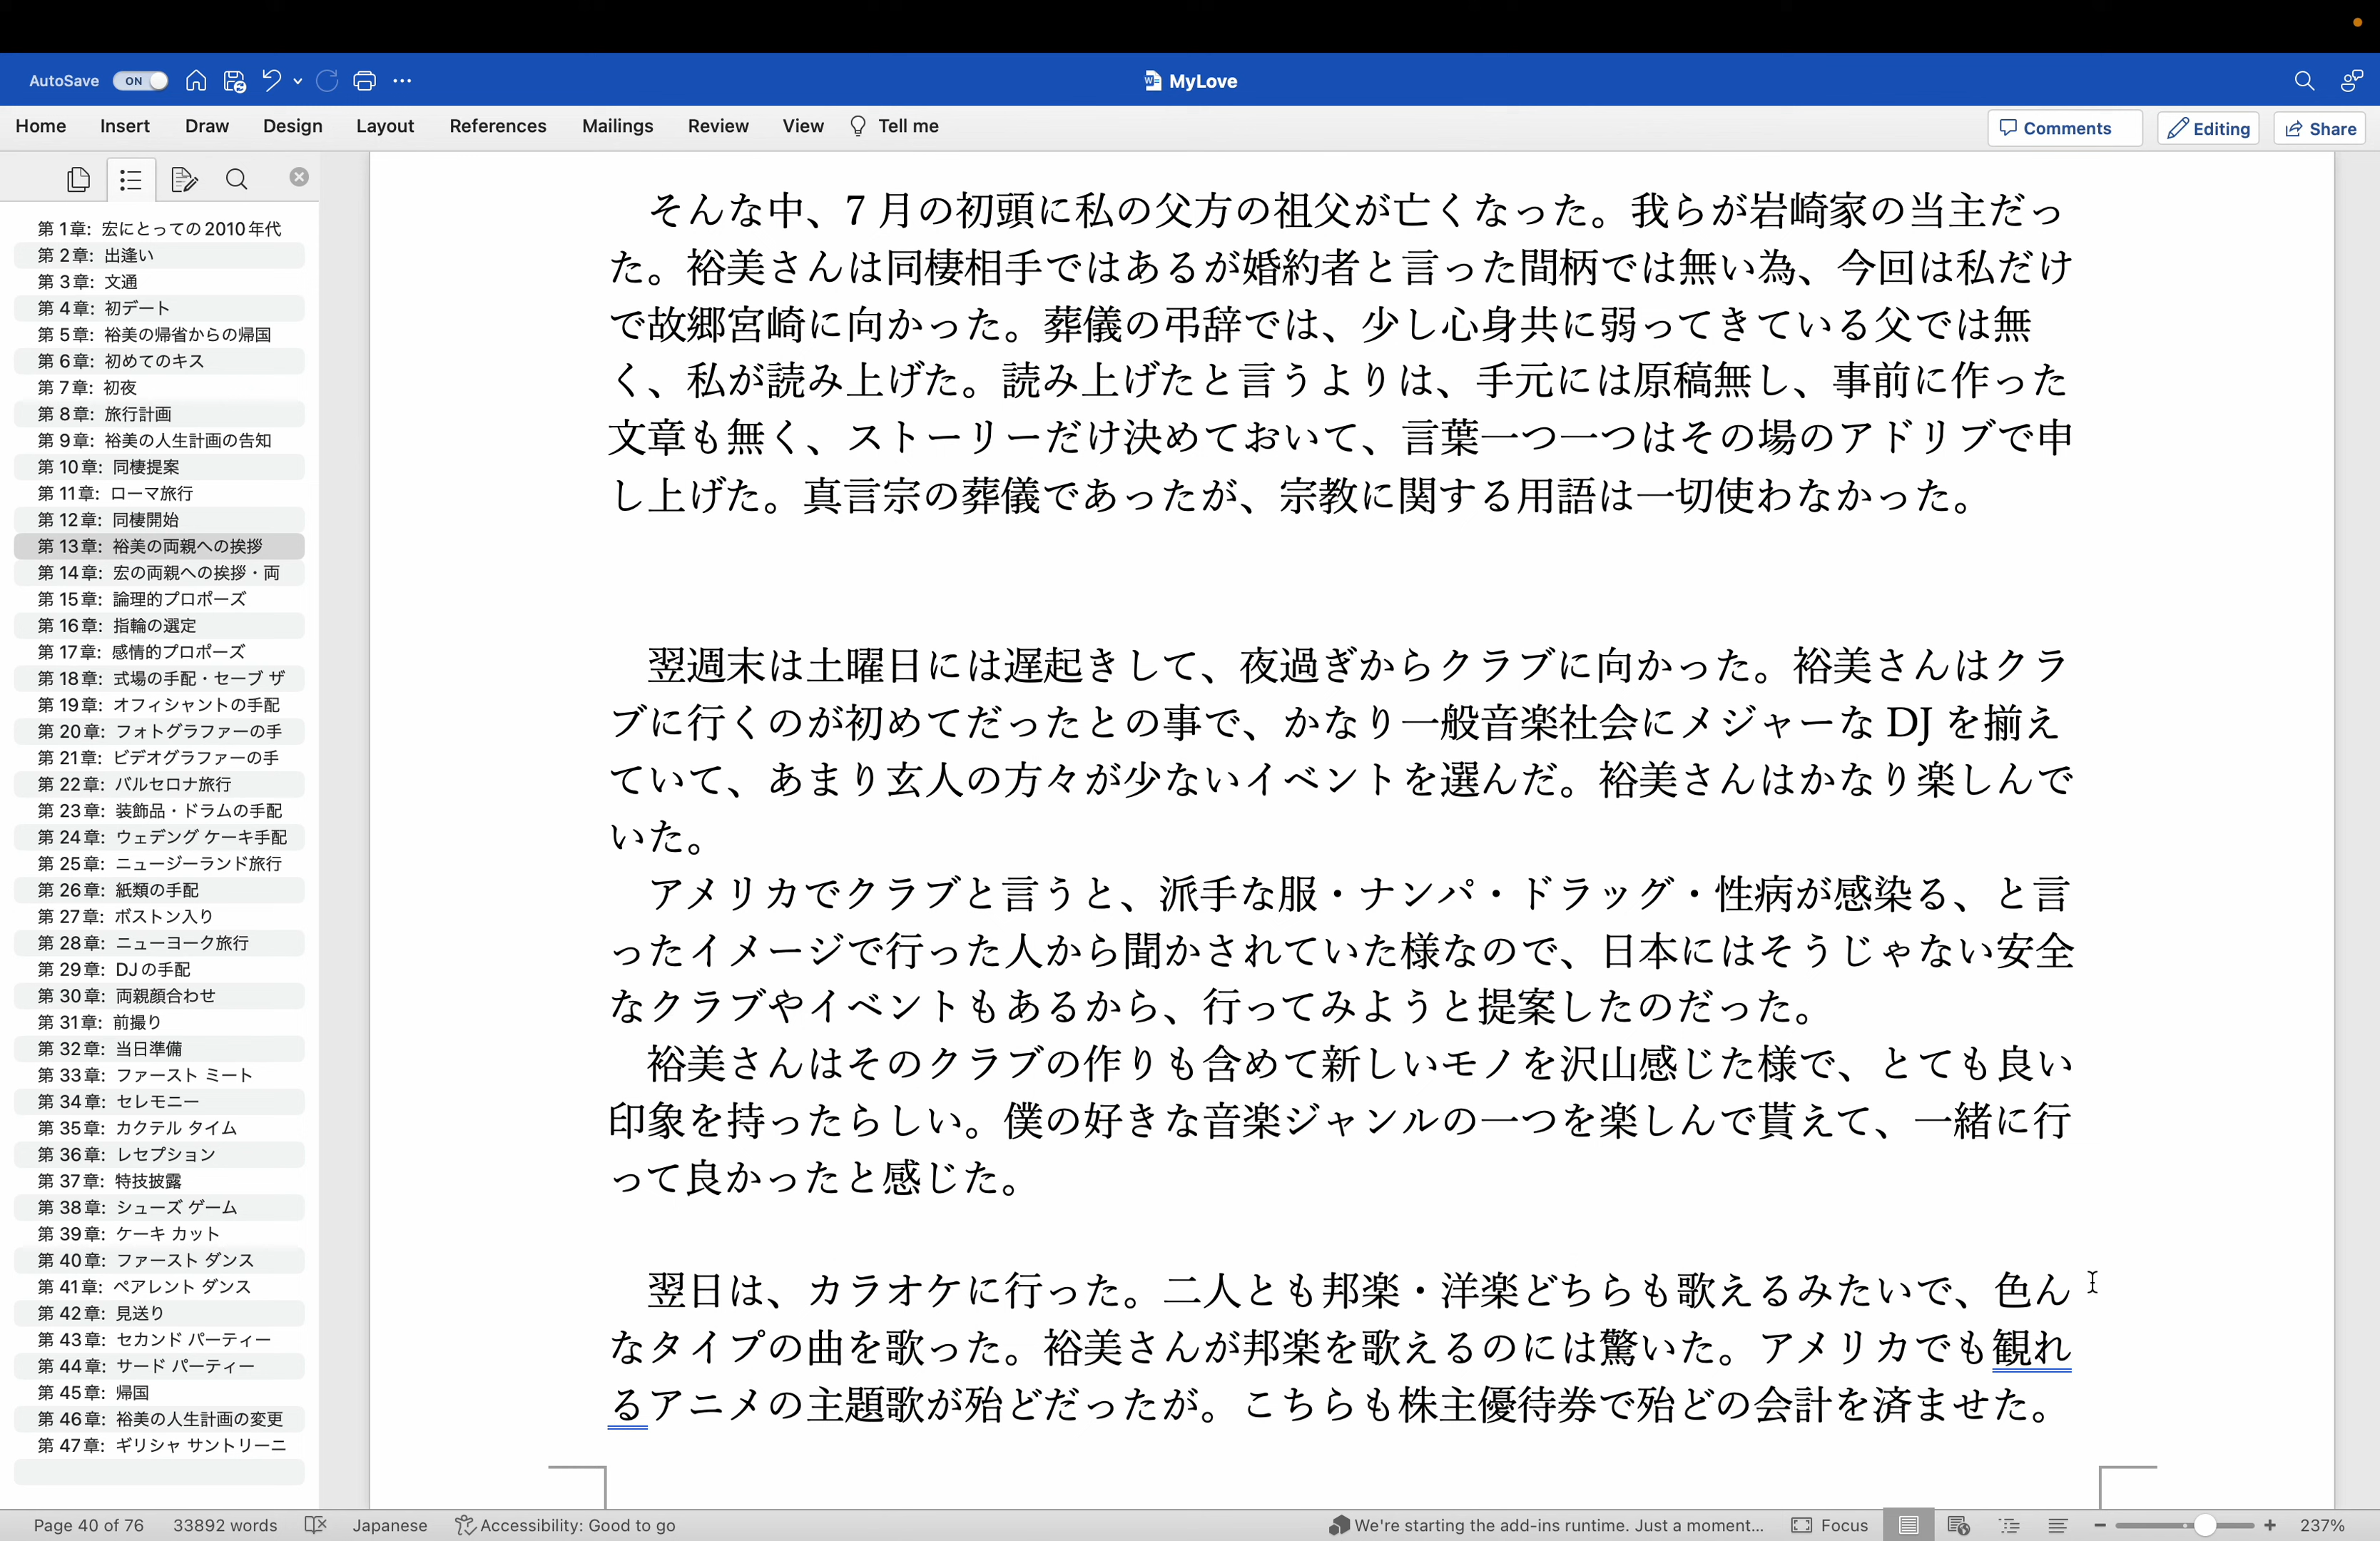 AutoSave ON MyLove
Home Insert Draw Design Layout References Mailings Review View Tell me Comments Editing Share
第 1章: 宏にとっての2010年代
第 2章: 出逢い
第 3章: 文通
第 4章: 初デート
第 5章: 裕美の帰省からの帰国
第 6章: 初めてのキス
第 7章: 初夜
第 8章: 旅行計画
第 9章: 裕美の人生計画の告知
第 10章: 同棲提案
第 11章: ローマ旅行
第 12章: 同棲開始
第 13章: 裕美の両親への挨拶
第 14章: 宏の両親への挨拶・両
第 15章: 論理的プロポーズ
第 16章: 指輪の選定
第 17章: 感情的プロポーズ
第 18章: 式場の手配・セーブ ザ
第 19章: オフィシャントの手配
第 20章: フォトグラファーの手
第 21章: ビデオグラファーの手
第 22章: バルセロナ旅行
第 23章: 装飾品・ドラムの手配
第 24章: ウェデング ケーキ手配
第 25章: ニュージーランド旅行
第 26章: 紙類の手配
第 27章: ボストン入り
第 28章: ニューヨーク旅行
第 29章: DJの手配
第 30章: 両親顔合わせ
第 31章: 前撮り
第 32章: 当日準備
第 33章: ファースト ミート
第 34章: セレモニー
第 35章: カクテル タイム
第 36章: レセプション
第 37章: 特技披露
第 38章: シューズ ゲーム
第 39章: ケーキ カット
第 40章: ファースト ダンス
第 41章: ペアレント ダンス
第 42章: 見送り
第 43章: セカンド パーティー
第 44章: サード パーティー
第 45章: 帰国
第 46章: 裕美の人生計画の変更
第 47章: ギリシャ サントリーニ
そんな中、7 月の初頭に私の父方の祖父が亡くなった。我らが岩崎家の当主だっ
た。裕美さんは同棲相手ではあるが婚約者と言った間柄では無い為、今回は私だけ
で故郷宮崎に向かった。葬儀の弔辞では、少し心身共に弱ってきている父では無
く、私が読み上げた。読み上げたと言うよりは、手元には原稿無し、事前に作った
文章も無く、ストーリーだけ決めておいて、言葉一つ一つはその場のアドリブで申
し上げた。真言宗の葬儀であったが、宗教に関する用語は一切使わなかった。
翌週末は土曜日には遅起きして、夜過ぎからクラブに向かった。裕美さんはクラ
ブに行くのが初めてだったとの事で、かなり一般音楽社会にメジャーな DJ を揃え
ていて、あまり玄人の方々が少ないイベントを選んだ。裕美さんはかなり楽しんで
いた。
アメリカでクラブと言うと、派手な服・ナンパ・ドラッグ・性病が感染る、と言
ったイメージで行った人から聞かされていた様なので、日本にはそうじゃない安全
なクラブやイベントもあるから、行ってみようと提案したのだった。
裕美さんはそのクラブの作りも含めて新しいモノを沢山感じた様で、とても良い
印象を持ったらしい。僕の好きな音楽ジャンルの一つを楽しんで貰えて、一緒に行
って良かったと感じた。
翌日は、カラオケに行った。二人とも邦楽・洋楽どちらも歌えるみたいで、色ん
なタイプの曲を歌った。裕美さんが邦楽を歌えるのには驚いた。アメリカでも観れ
るアニメの主題歌が殆どだったが。こちらも株主優待券で殆どの会計を済ませた。
Page 40 of 76 33892 words Japanese Accessibility: Good to go We're starting the add-ins runtime. Just a moment... Focus 237%